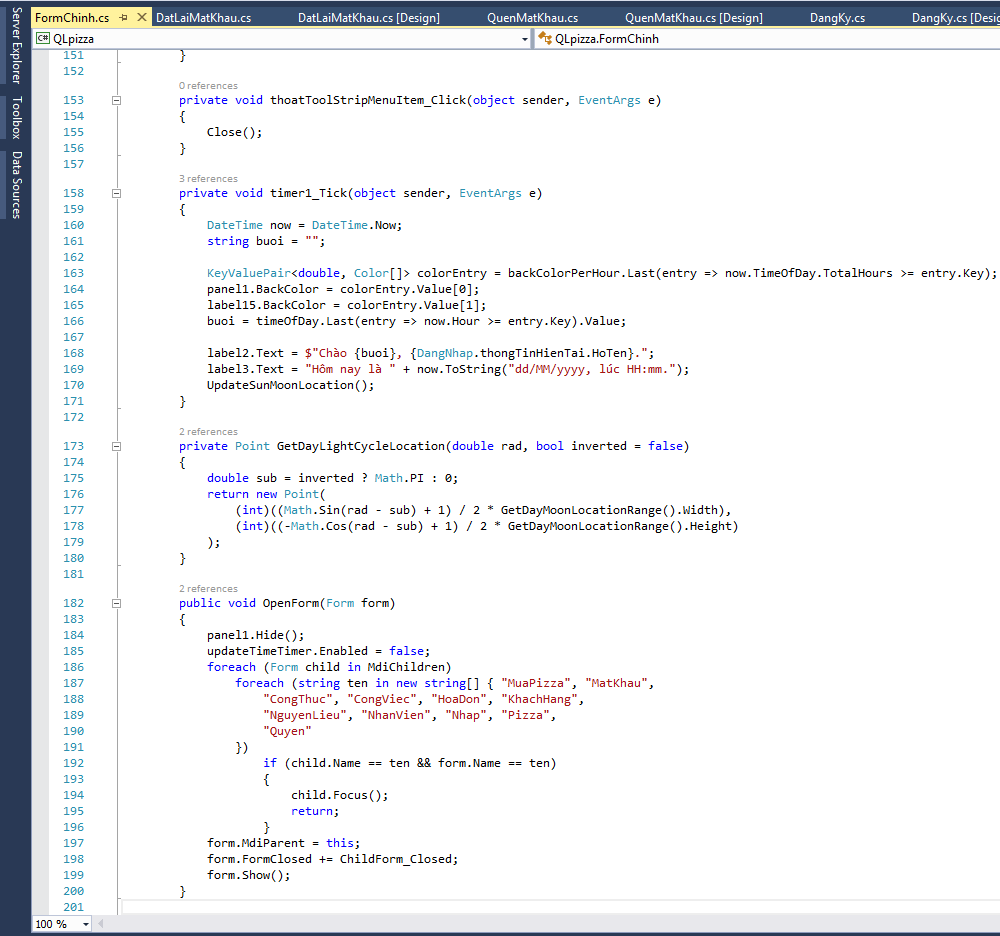 FormChinh.cs DatLaiMatKhau.cs DatLaiMatKhau.cs [Design] QuenMatKhau.cs QuenMatKhau.cs [Design] DangKy.cs DangKy.cs [Desig
Server Explorer
Toolbox
Data Sources
C# QLpizza QLpizza.FormChinh
151 }
152
0 references
153 private void thoatToolStripMenuItem_Click(object sender, EventArgs e)
154 {
155 Close();
156 }
157
3 references
158 private void timer1_Tick(object sender, EventArgs e)
159 {
160 DateTime now = DateTime.Now;
161 string buoi = "";
162
163 KeyValuePair<double, Color[]> colorEntry = backColorPerHour.Last(entry => now.TimeOfDay.TotalHours >= entry.Key);
164 panel1.BackColor = colorEntry.Value[0];
165 label15.BackColor = colorEntry.Value[1];
166 buoi = timeOfDay.Last(entry => now.Hour >= entry.Key).Value;
167
168 label2.Text = $"Chào {buoi}, {DangNhap.thongTinHienTai.HoTen}.";
169 label3.Text = "Hôm nay là " + now.ToString("dd/MM/yyyy, lúc HH:mm.");
170 UpdateSunMoonLocation();
171 }
172
2 references
173 private Point GetDayLightCycleLocation(double rad, bool inverted = false)
174 {
175 double sub = inverted ? Math.PI : 0;
176 return new Point(
177 (int)((Math.Sin(rad - sub) + 1) / 2 * GetDayMoonLocationRange().Width),
178 (int)((-Math.Cos(rad - sub) + 1) / 2 * GetDayMoonLocationRange().Height)
179 );
180 }
181
2 references
182 public void OpenForm(Form form)
183 {
184 panel1.Hide();
185 updateTimeTimer.Enabled = false;
186 foreach (Form child in MdiChildren)
187 foreach (string ten in new string[] { "MuaPizza", "MatKhau",
188 "CongThuc", "CongViec", "HoaDon", "KhachHang",
189 "NguyenLieu", "NhanVien", "Nhap", "Pizza",
190 "Quyen"
191 })
192 if (child.Name == ten && form.Name == ten)
193 {
194 child.Focus();
195 return;
196 }
197 form.MdiParent = this;
198 form.FormClosed += ChildForm_Closed;
199 form.Show();
200 }
201
100 %